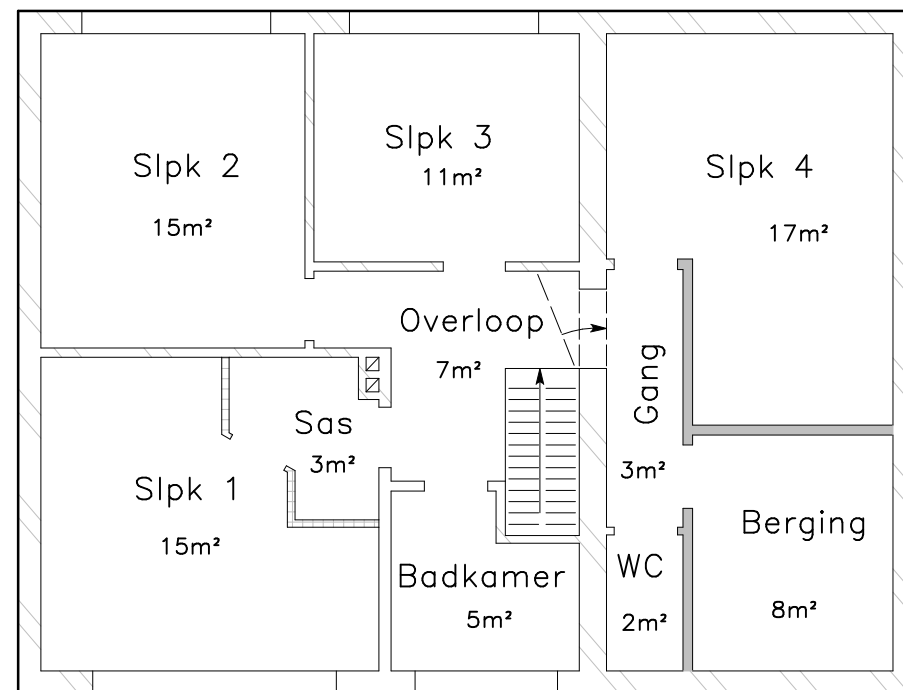 Slpk 2
15m²
Slpk 3
11m²
Slpk 4
17m²
Overloop
7m²
Gang
3m²
Sas
3m²
Slpk 1
15m²
Badkamer
5m²
WC
2m²
Berging
8m²